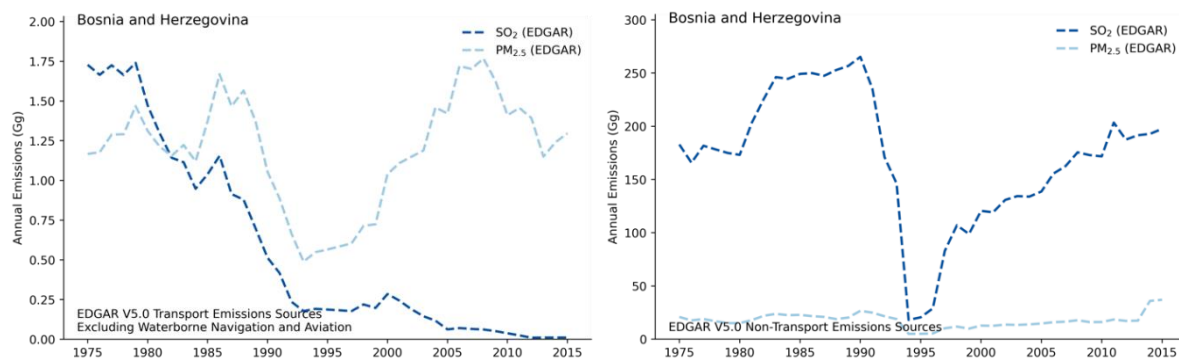 Bosnia and Herzegovina
SO₂ (EDGAR)
PM₂.₅ (EDGAR)
Annual Emissions (Gg)
2.00
1.75
1.50
1.25
1.00
0.75
0.50
0.25
0.00
EDGAR V5.0 Transport Emissions Sources
Excluding Waterborne Navigation and Aviation
1975 1980 1985 1990 1995 2000 2005 2010 2015
Bosnia and Herzegovina
SO₂ (EDGAR)
PM₂.₅ (EDGAR)
Annual Emissions (Gg)
300
250
200
150
100
50
0
EDGAR V5.0 Non-Transport Emissions Sources
1975 1980 1985 1990 1995 2000 2005 2010 2015